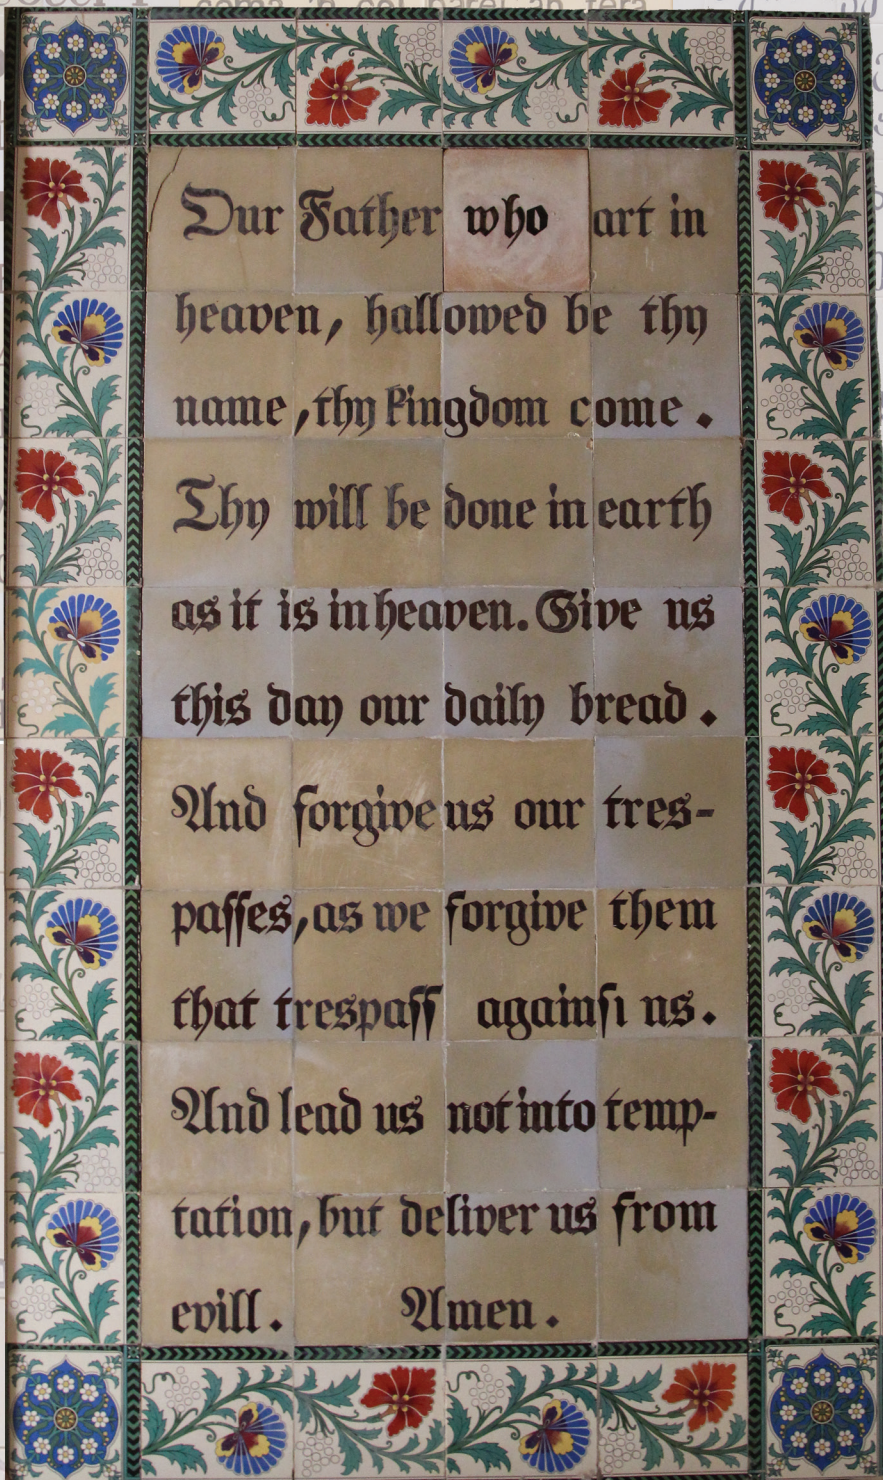 Our Father who art in
heaven, hallowed be thy
name, thy kingdom come.
Thy will be done in earth
as it is in heaven. Give us
this day our daily bread.
And forgive us our tres-
paſſes, as we forgive them
that trespaſſ againſt us.
And lead us not into temp-
tation, but deliver us from
evill. Amen.